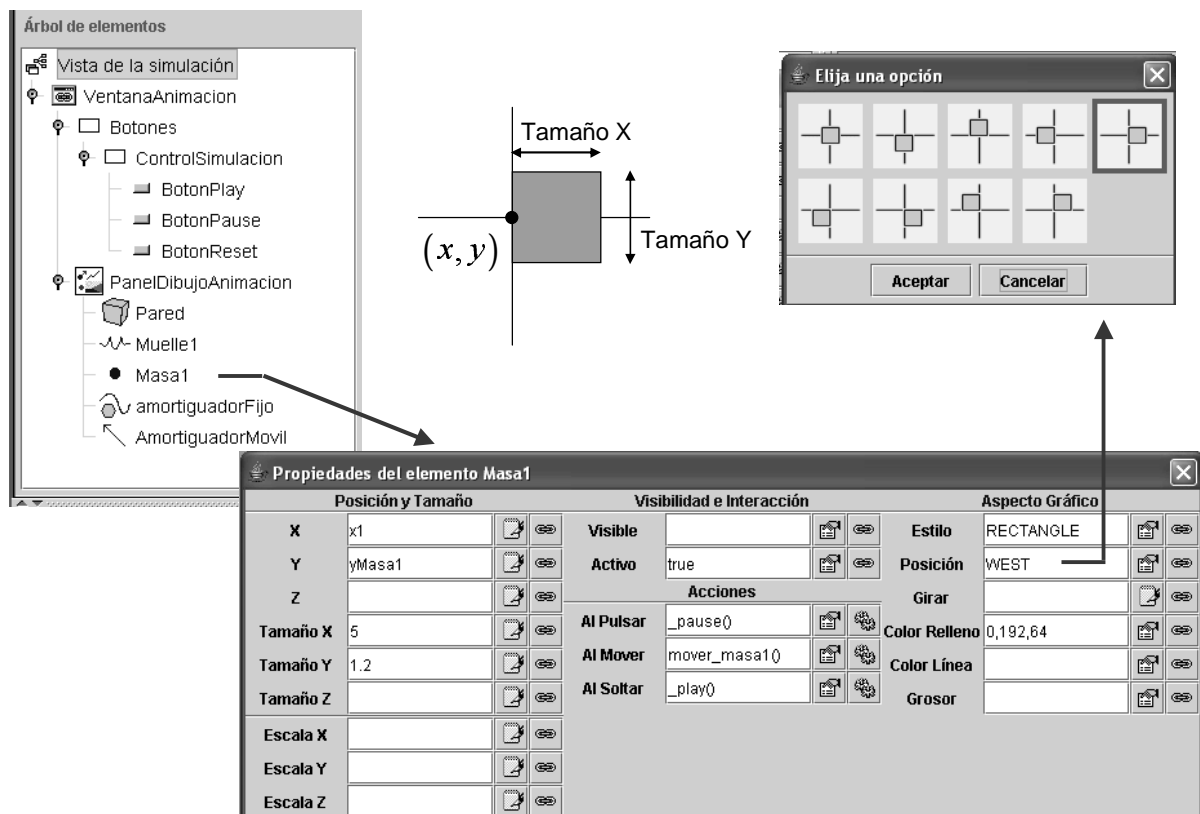 Árbol de elementos
Vista de la simulación
VentanaAnimacion
Botones
ControlSimulacion
BotonPlay
BotonPause
BotonReset
PanelDibujoAnimacion
Pared
Muelle1
Masa1
amortiguadorFijo
AmortiguadorMovil
Tamaño X
(x, y)
Tamaño Y
Elija una opción
Aceptar Cancelar
Propiedades del elemento Masa1
Posición y Tamaño Visibilidad e Interacción Aspecto Gráfico
X x1 Visible Estilo RECTANGLE
Y yMasa1 Activo true Posición WEST
Z Acciones Girar
Tamaño X 5 Al Pulsar _pause() Color Relleno 0,192,64
Tamaño Y 1.2 Al Mover mover_masa1() Color Línea
Tamaño Z Al Soltar _play() Grosor
Escala X
Escala Y
Escala Z